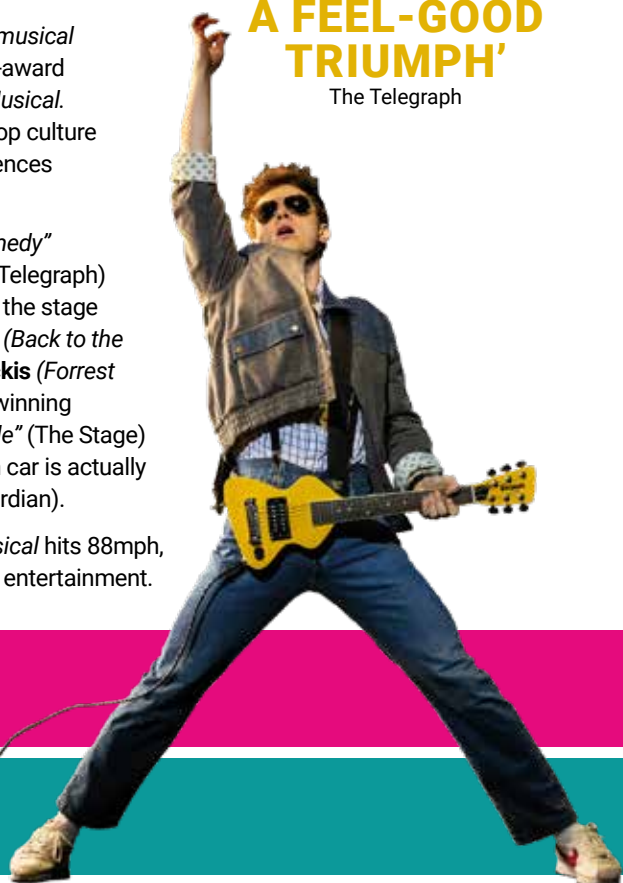 musical
-award
Musical.
op culture
ences
nedy”
Telegraph)
the stage
(Back to the
kis (Forrest
winning
le” (The Stage)
car is actually
rdian).
sical hits 88mph,
entertainment.
A FEEL-GOOD
TRIUMPH’
The Telegraph